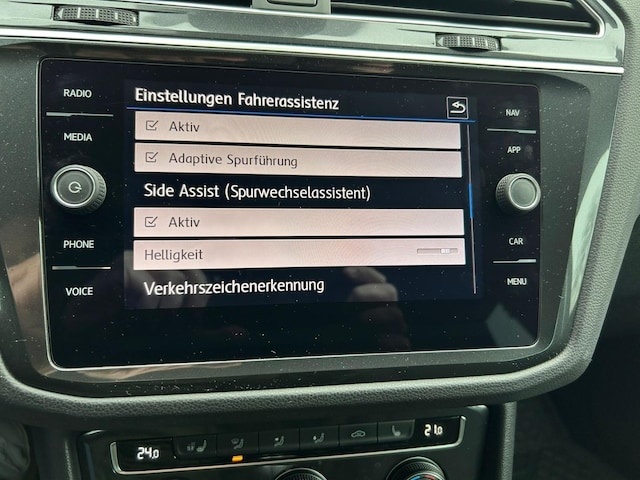 Einstellungen Fahrerassistenz
Aktiv
Adaptive Spurführung
Side Assist (Spurwechselassistent)
Aktiv
Helligkeit
Verkehrszeichenerkennung
RADIO
MEDIA
PHONE
VOICE
NAV
APP
CAR
MENU
24.0
21.0